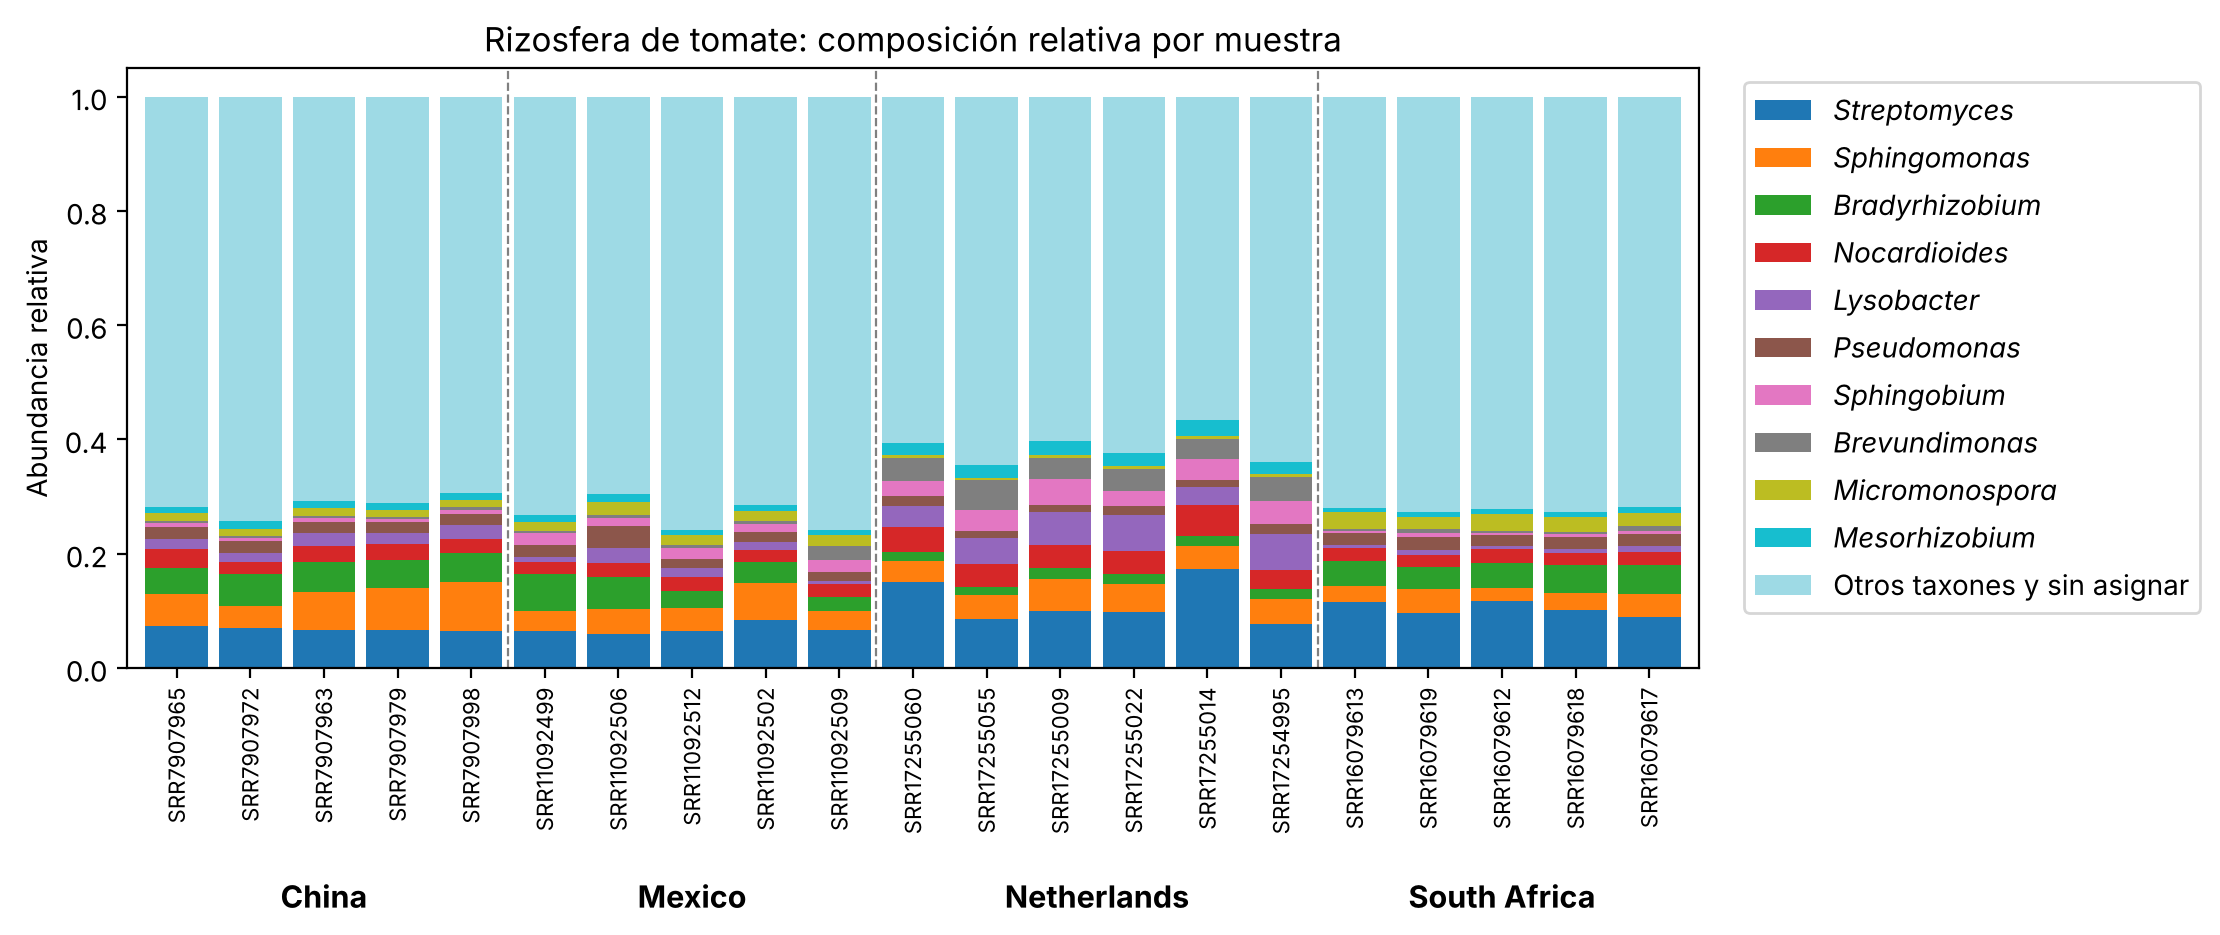 Rizosfera de tomate: composición relativa por muestra
Abundancia relativa
1.0
0.8
0.6
0.4
0.2
0.0
SRR7907965
SRR7907972
SRR7907963
SRR7907979
SRR7907998
SRR11092499
SRR11092506
SRR11092512
SRR11092502
SRR11092509
SRR17255060
SRR17255055
SRR17255009
SRR17255022
SRR17255014
SRR17254995
SRR16079613
SRR16079619
SRR16079612
SRR16079618
SRR16079617
China
Mexico
Netherlands
South Africa
Streptomyces
Sphingomonas
Bradyrhizobium
Nocardioides
Lysobacter
Pseudomonas
Sphingobium
Brevundimonas
Micromonospora
Mesorhizobium
Otros taxones y sin asignar